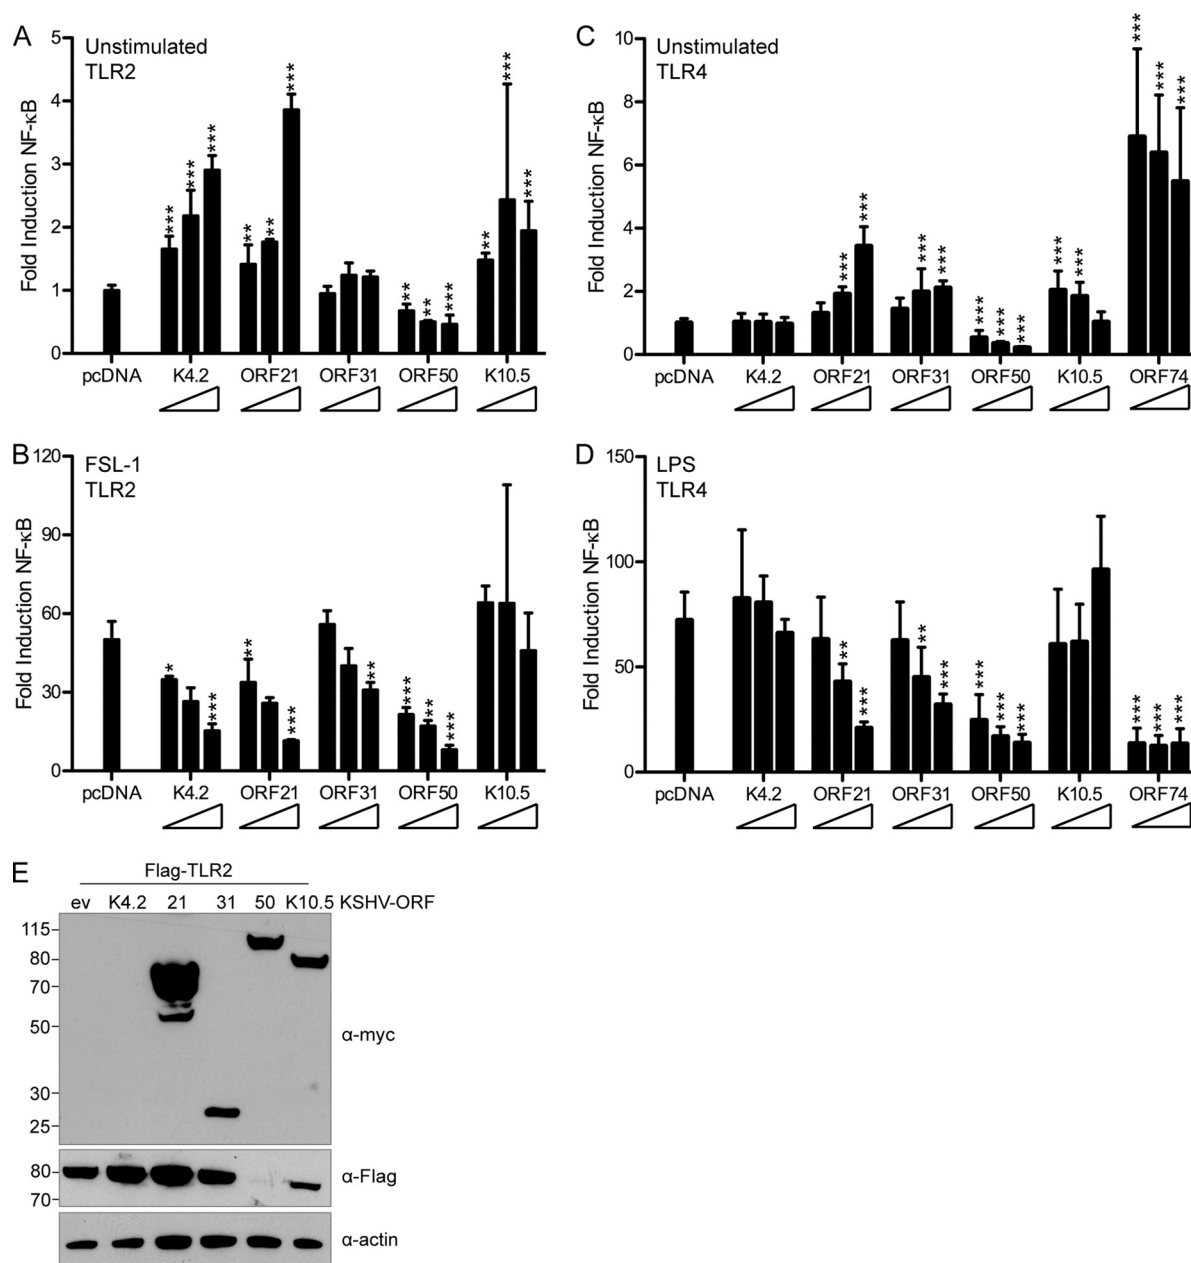 A
Unstimulated
TLR2
Fold Induction NF-κB
5
4
3
2
1
0
*** *** *** ** ** *** ** ** *** ** *** ***
pcDNA K4.2 ORF21 ORF31 ORF50 K10.5
C
Unstimulated
TLR4
Fold Induction NF-κB
10
8
6
4
2
0
*** *** *** *** *** *** *** *** *** *** *** ***
pcDNA K4.2 ORF21 ORF31 ORF50 K10.5 ORF74
B
FSL-1
TLR2
Fold Induction NF-κB
120
90
60
30
0
* *** ** *** ** *** ** ***
pcDNA K4.2 ORF21 ORF31 ORF50 K10.5
D
LPS
TLR4
Fold Induction NF-κB
150
100
50
0
** *** ** *** *** *** *** *** *** ***
pcDNA K4.2 ORF21 ORF31 ORF50 K10.5 ORF74
E
Flag-TLR2
ev K4.2 21 31 50 K10.5 KSHV-ORF
115
80
70
50
30
25
α-myc
80
70
α-Flag
α-actin